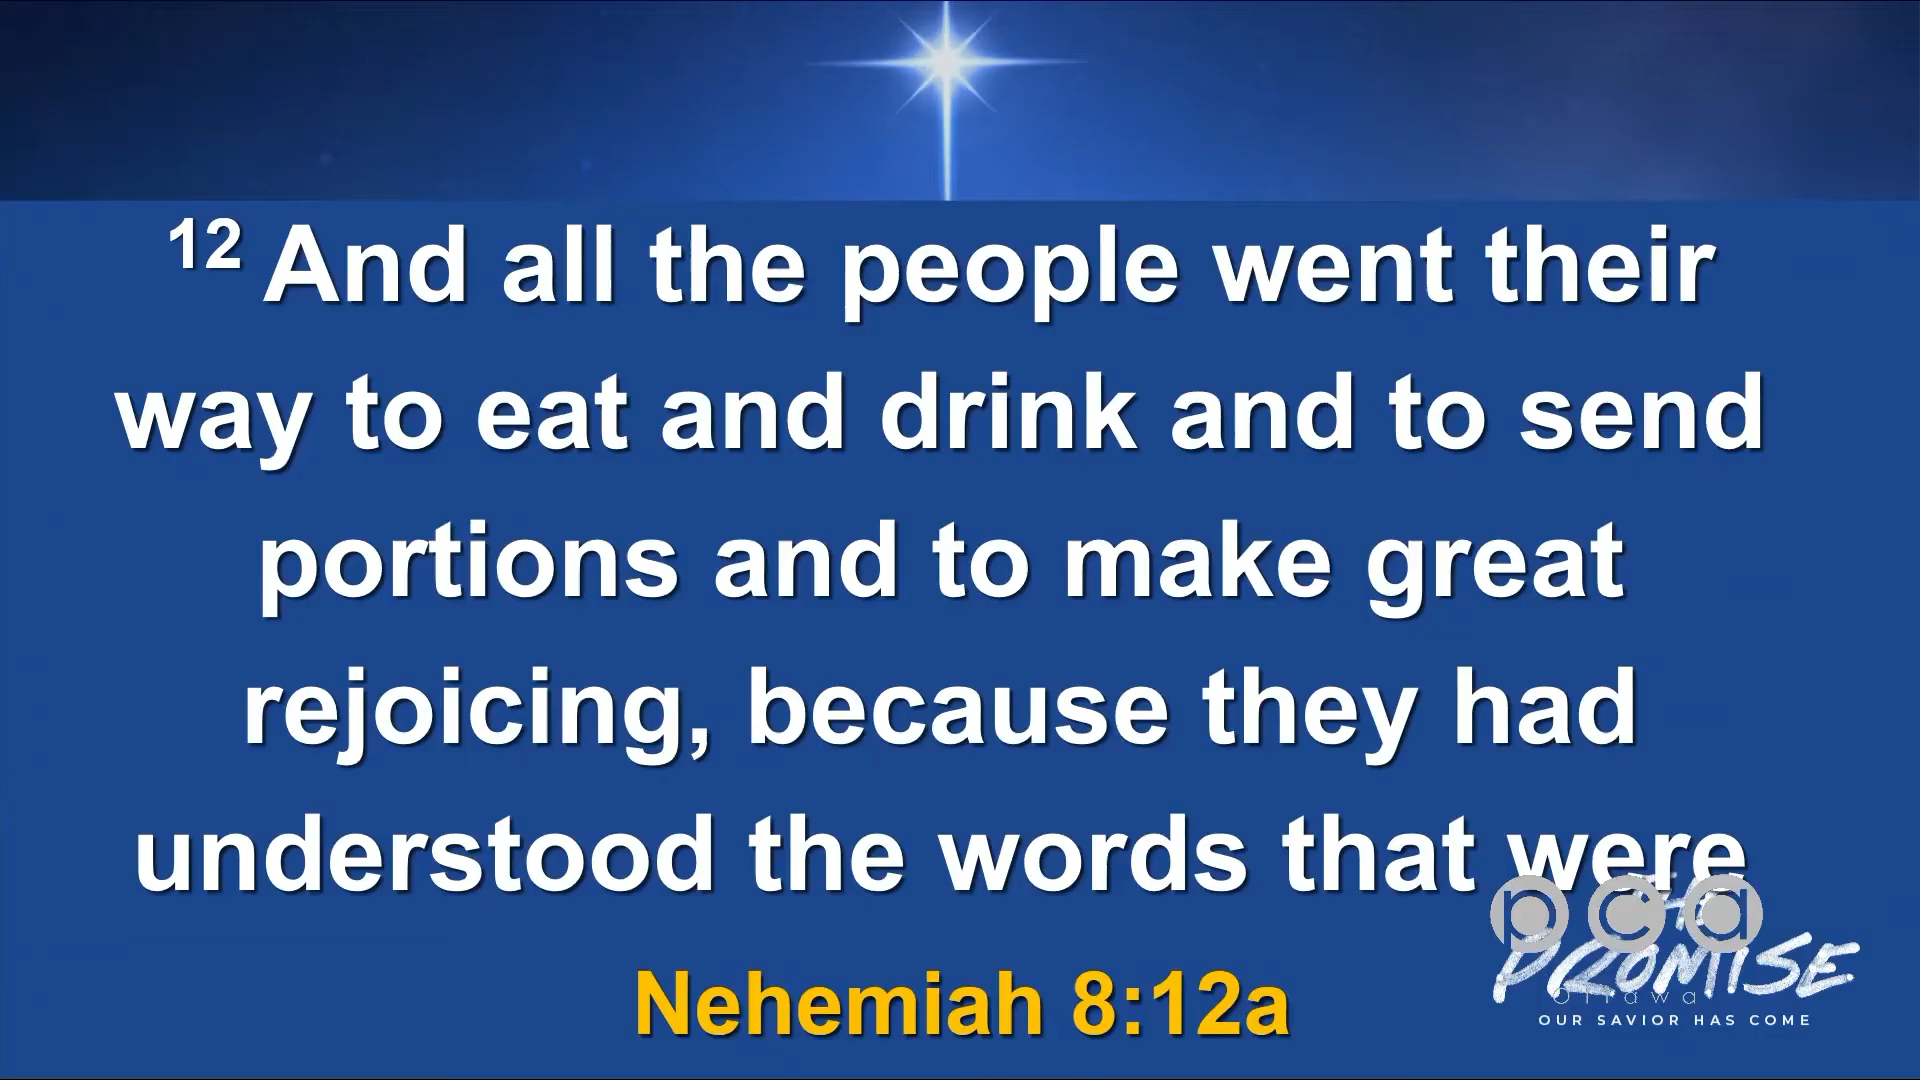 12 And all the people went their
way to eat and drink and to send
portions and to make great
rejoicing, because they had
understood the words that were
Nehemiah 8:12a
pca
THE
PROMISE
Ottawa
OUR SAVIOR HAS COME